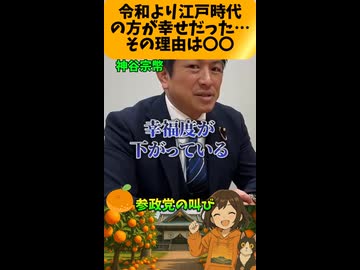 令和より江戸時代
の方が幸せだった…
その理由は〇〇
神谷宗幣
幸福度が
下がっている
参政党の叫び